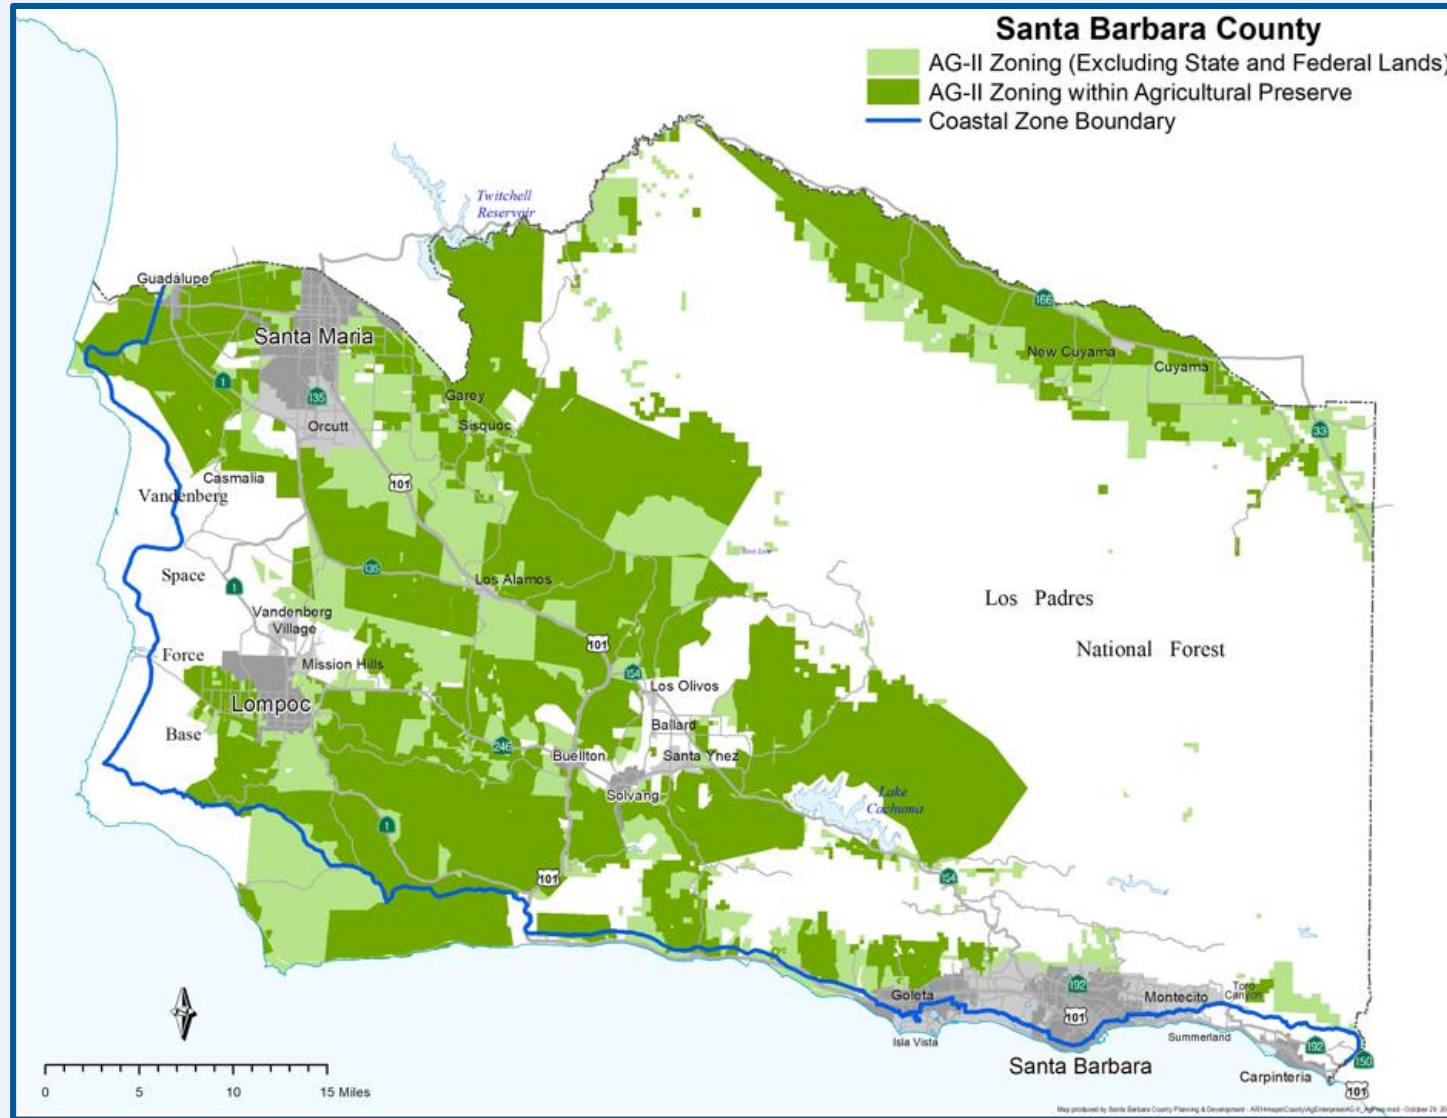 Santa Barbara County
AG-II Zoning (Excluding State and Federal Lands)
AG-II Zoning within Agricultural Preserve
Coastal Zone Boundary
Twitchell
Reservoir
Guadalupe
Santa Maria
166
New Cuyama
Cuyama
1
135
Garey
33
Orcutt
Sisquoc
Casmalia
101
Vandenberg
135
Space
Los Alamos
1
Los Padres
Vandenberg
Village
101
National Forest
Force
Mission Hills
154
Los Olivos
Lompoc
Ballard
Base
246
Buellton
Santa Ynez
Solvang
Lake
Cachuma
1
101
154
Goleta
192
Montecito
Toro
Canyon
101
Isla Vista
Summerland
192
150
Santa Barbara
Carpinteria
101
0 5 10 15 Miles